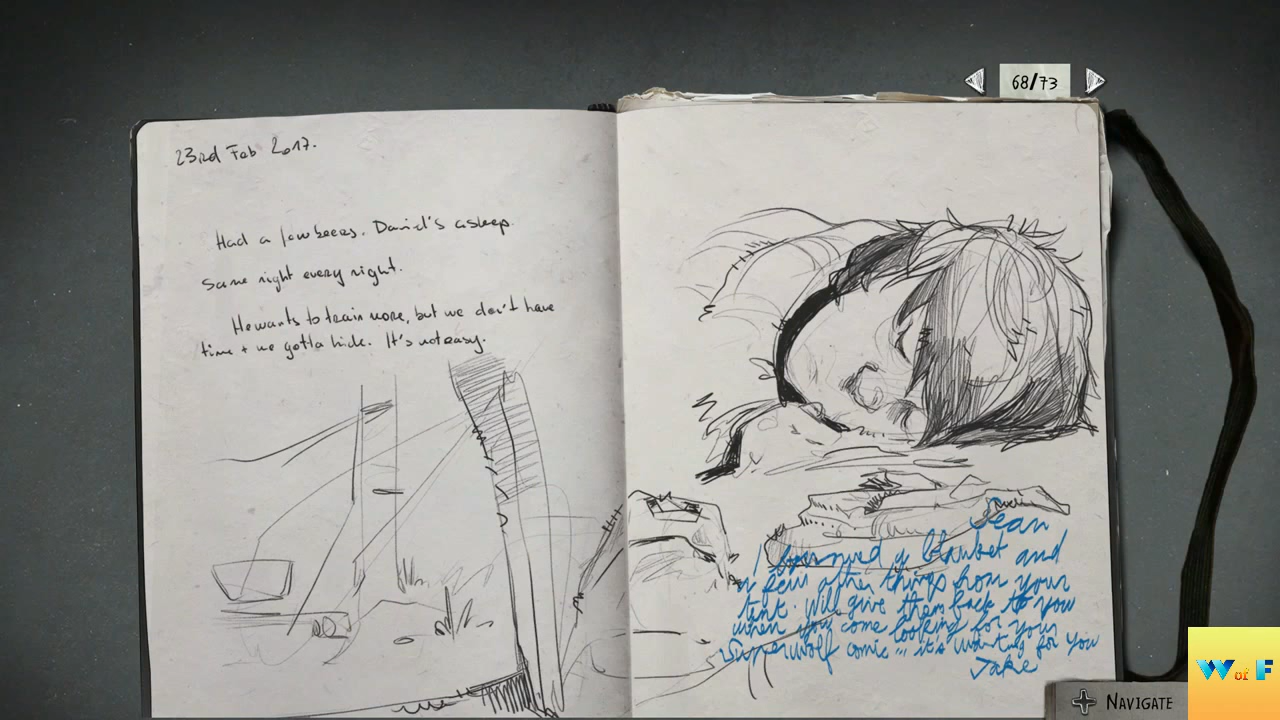 68/73
23rd Feb 2017.
Had a few beers. Daniel's asleep.
Same night every night.
He wants to train more, but we don't have
time + we gotta hide. It's not easy.
Sean
I borrowed a blanket and
a few other things from your
tent. Will give them back to you
when you come looking for your
Superwolf comic... it's waiting for you
Jake
NAVIGATE
W of F